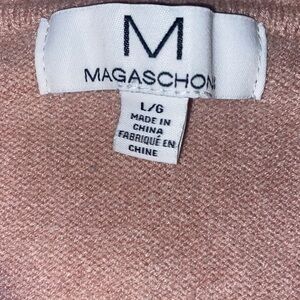 M
MAGASCHONI
L/G
MADE IN
CHINA
FABRIQUÉ EN
CHINE